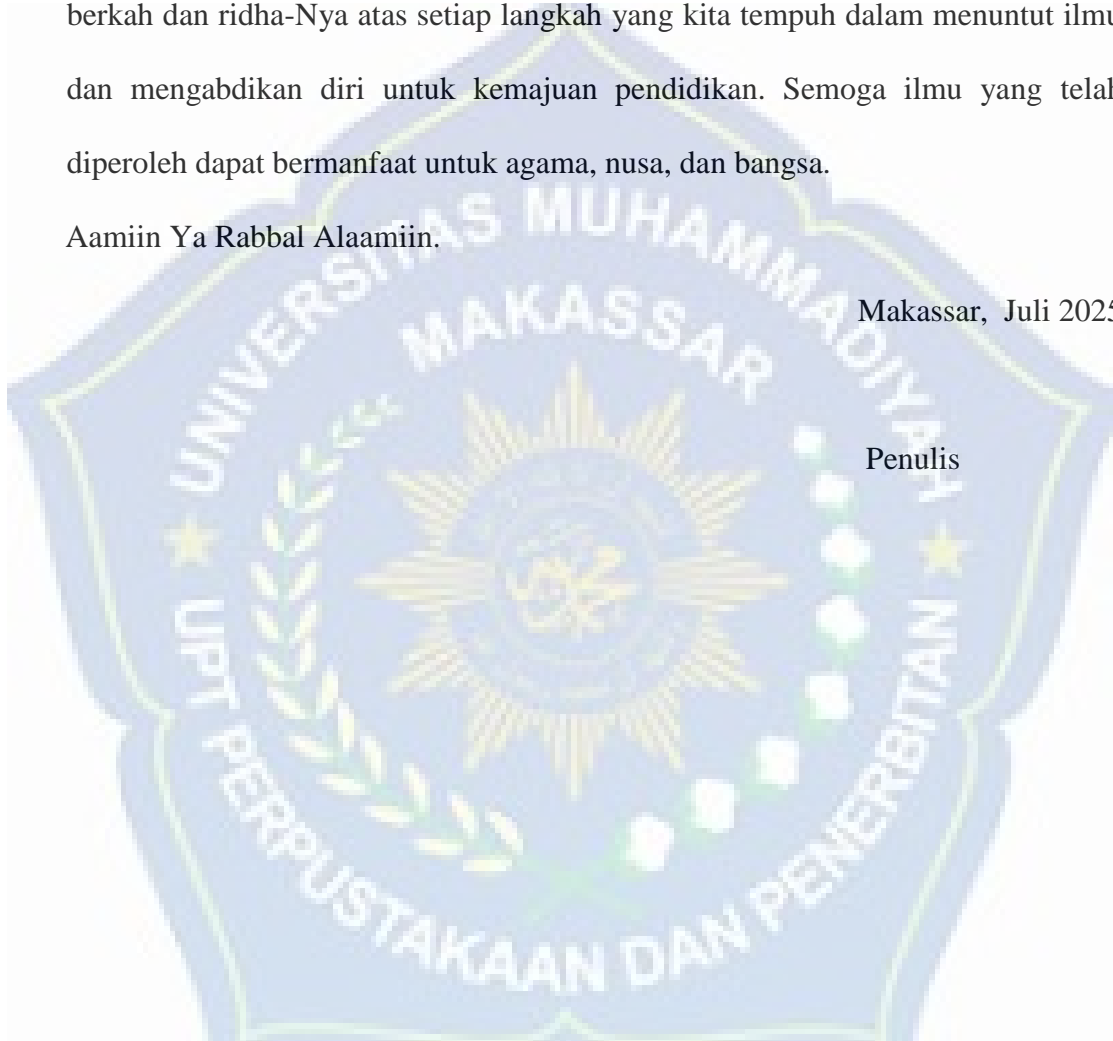 berkah dan ridha-Nya atas setiap langkah yang kita tempuh dalam menuntut ilmu
dan mengabdikan diri untuk kemajuan pendidikan. Semoga ilmu yang telah
diperoleh dapat bermanfaat untuk agama, nusa, dan bangsa.
Aamiin Ya Rabbal Alaamiin.
Makassar, Juli 2025
Penulis
UNIVERSITAS MUHAMMADIYAH
MAKASSAR
UPT PERPUSTAKAAN DAN PENERBITAN